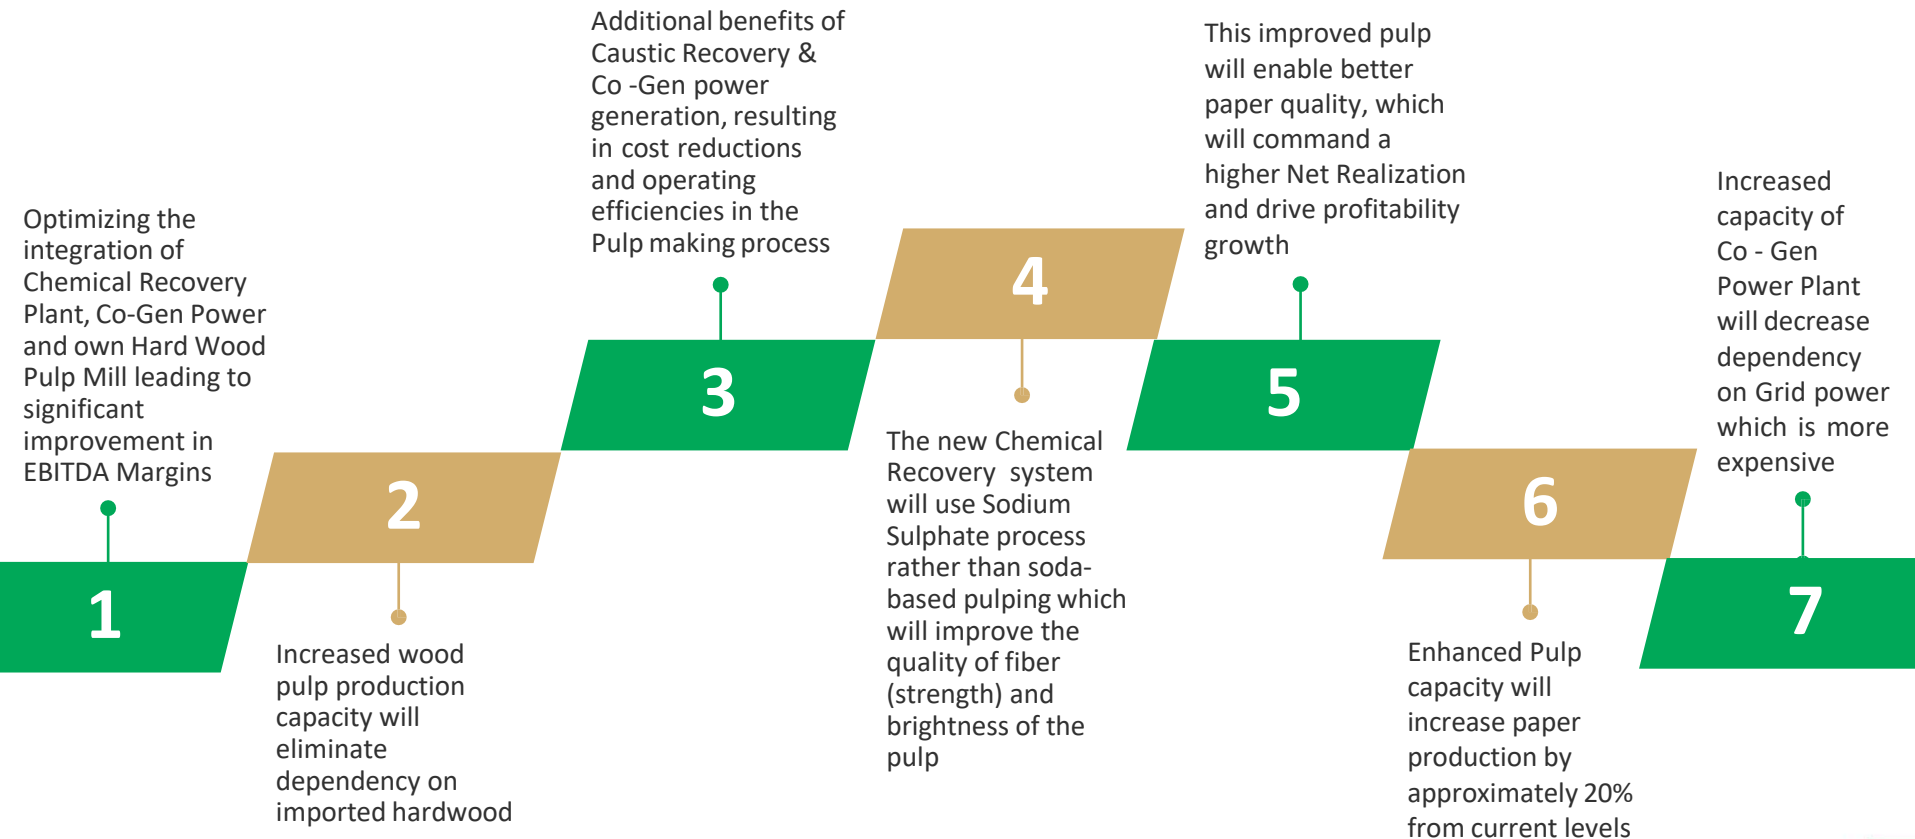 Optimizing the
integration of
Chemical Recovery
Plant, Co-Gen Power
and own Hard Wood
Pulp Mill leading to
significant
improvement in
EBITDA Margins
1
2
Increased wood
pulp production
capacity will
eliminate
dependency on
imported hardwood
Additional benefits of
Caustic Recovery &
Co -Gen power
generation, resulting
in cost reductions
and operating
efficiencies in the
Pulp making process
3
4
The new Chemical
Recovery system
will use Sodium
Sulphate process
rather than soda-
based pulping which
will improve the
quality of fiber
(strength) and
brightness of the
pulp
This improved pulp
will enable better
paper quality, which
will command a
higher Net Realization
and drive profitability
growth
5
6
Enhanced Pulp
capacity will
increase paper
production by
approximately 20%
from current levels
Increased
capacity of
Co - Gen
Power Plant
will decrease
dependency
on Grid power
which is more
expensive
7